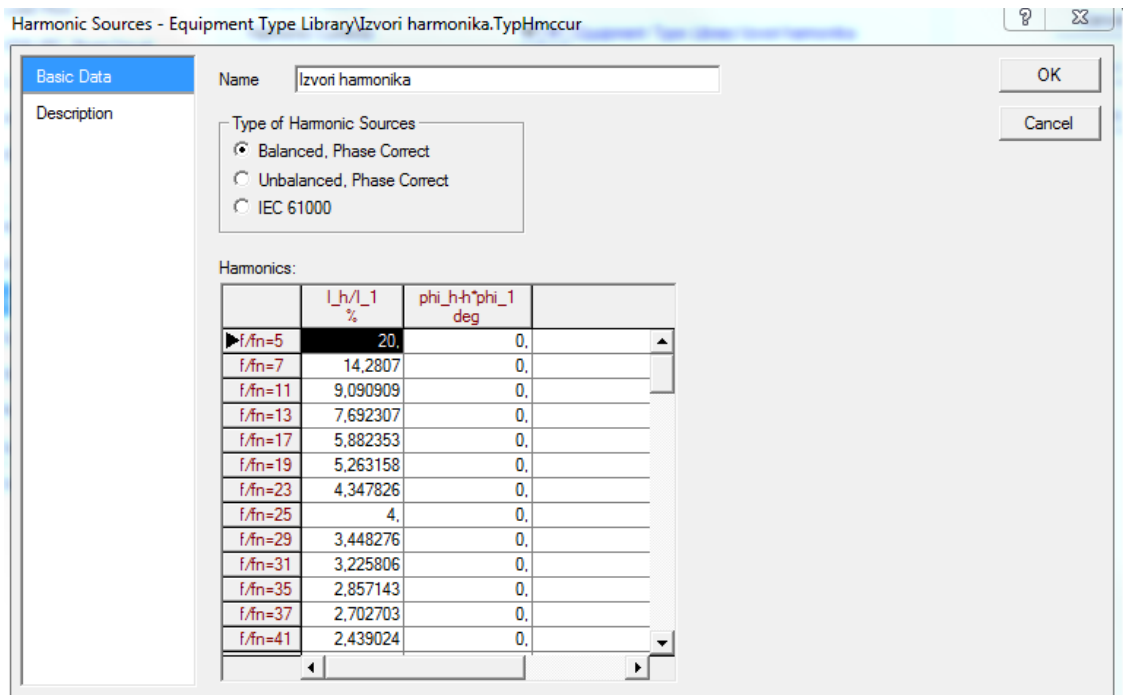 Harmonic Sources - Equipment Type Library\Izvori harmonika.TypHmccur
Basic Data
Description
Name Izvori harmonika
OK
Cancel
Type of Harmonic Sources
Balanced, Phase Correct
Unbalanced, Phase Correct
IEC 61000
Harmonics:
I_h/I_1 phi_h-h*phi_1
% deg
f/fn=5 20, 0,
f/fn=7 14,2807 0,
f/fn=11 9,090909 0,
f/fn=13 7,692307 0,
f/fn=17 5,882353 0,
f/fn=19 5,263158 0,
f/fn=23 4,347826 0,
f/fn=25 4, 0,
f/fn=29 3,448276 0,
f/fn=31 3,225806 0,
f/fn=35 2,857143 0,
f/fn=37 2,702703 0,
f/fn=41 2,439024 0,